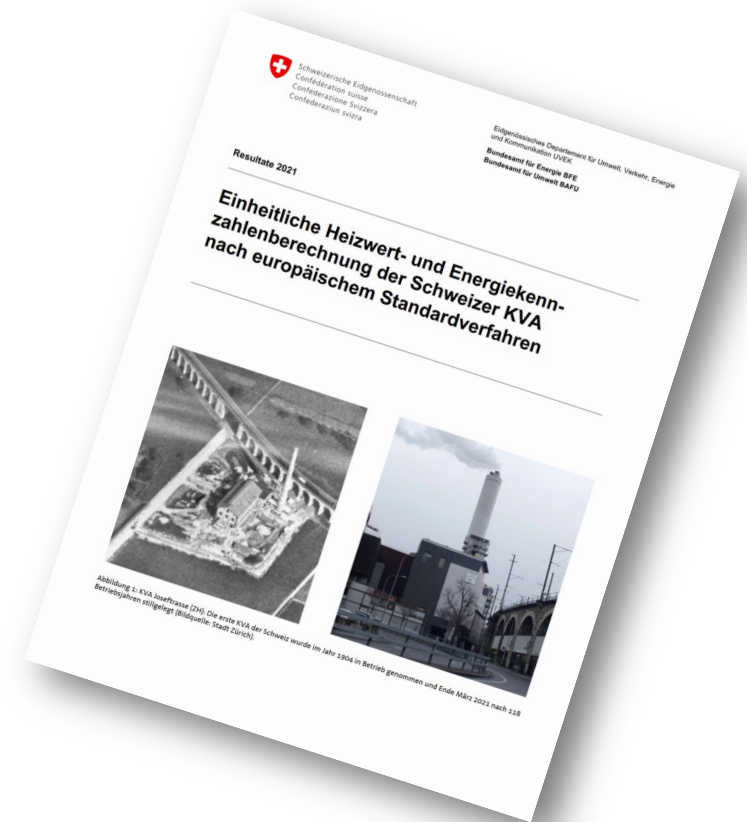 Schweizerische Eidgenossenschaft
Confédération suisse
Confederazione Svizzera
Confederaziun svizra
Eidgenössisches Departement für Umwelt, Verkehr, Energie
und Kommunikation UVEK
Bundesamt für Energie BFE
Bundesamt für Umwelt BAFU
Resultate 2021
Einheitliche Heizwert- und Energiekenn-
zahlenberechnung der Schweizer KVA
nach europäischem Standardverfahren
Abbildung 1: KVA Joseftrasse (ZH): Die erste KVA der Schweiz wurde im Jahr 1904 in Betrieb genommen und Ende März 2021 nach 118
Betriebsjahren stillgelegt (Bildquelle: Stadt Zürich).